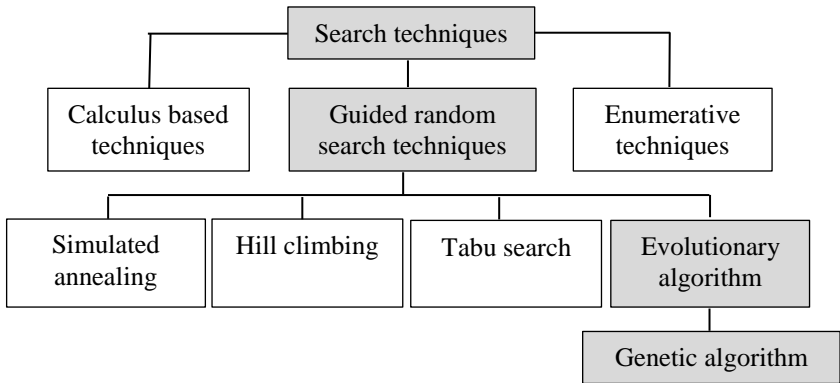 Search techniques
Calculus based
techniques
Guided random
search techniques
Enumerative
techniques
Simulated
annealing
Hill climbing
Tabu search
Evolutionary
algorithm
Genetic algorithm